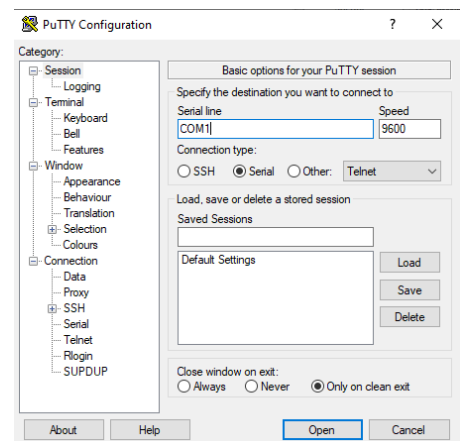 PuTTY Configuration ? ×
Category:
Session
Logging
Terminal
Keyboard
Bell
Features
Window
Appearance
Behaviour
Translation
Selection
Colours
Connection
Data
Proxy
SSH
Serial
Telnet
Rlogin
SUPDUP
Basic options for your PuTTY session
Specify the destination you want to connect to
Serial line Speed
COM1 9600
Connection type:
SSH Serial Other: Telnet
Load, save or delete a stored session
Saved Sessions
Default Settings
Load
Save
Delete
Close window on exit:
Always Never Only on clean exit
About Help Open Cancel